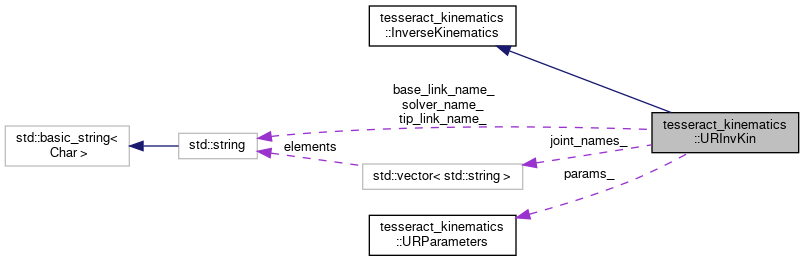 tesseract_kinematics
::InverseKinematics
base_link_name_
solver_name_
tip_link_name_
std::basic_string<
Char >
std::string
elements
std::vector< std::string >
joint_names_
params_
tesseract_kinematics
::URInvKin
tesseract_kinematics
::URParameters